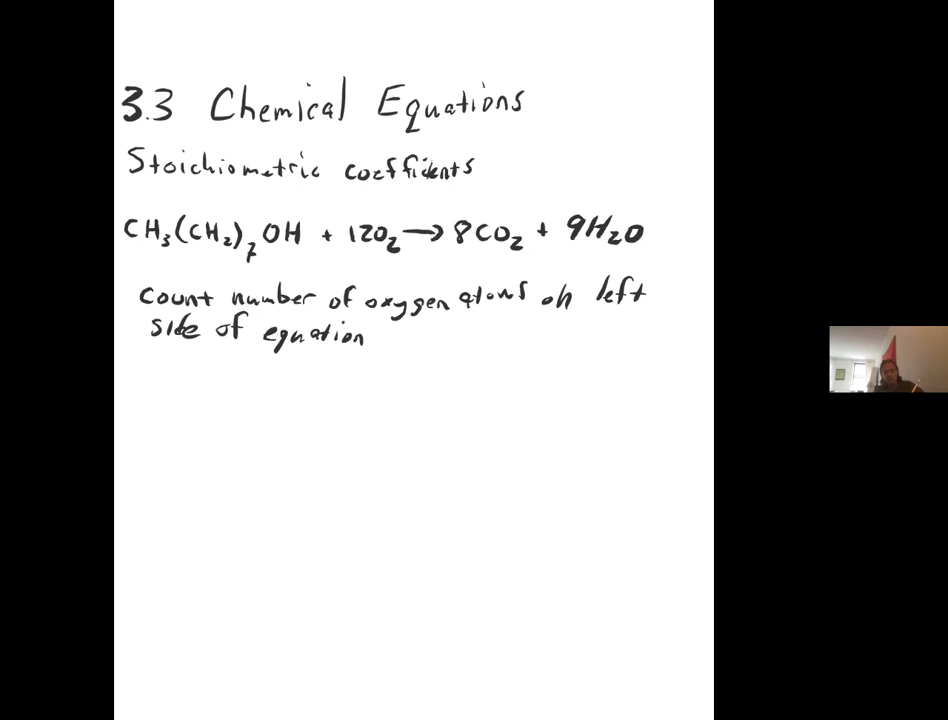 3.3 Chemical Equations
Stoichiometric coefficients
CH₃(CH₂)₇OH + 12O₂ → 8CO₂ + 9H₂O
count number of oxygen atoms on left
side of equation